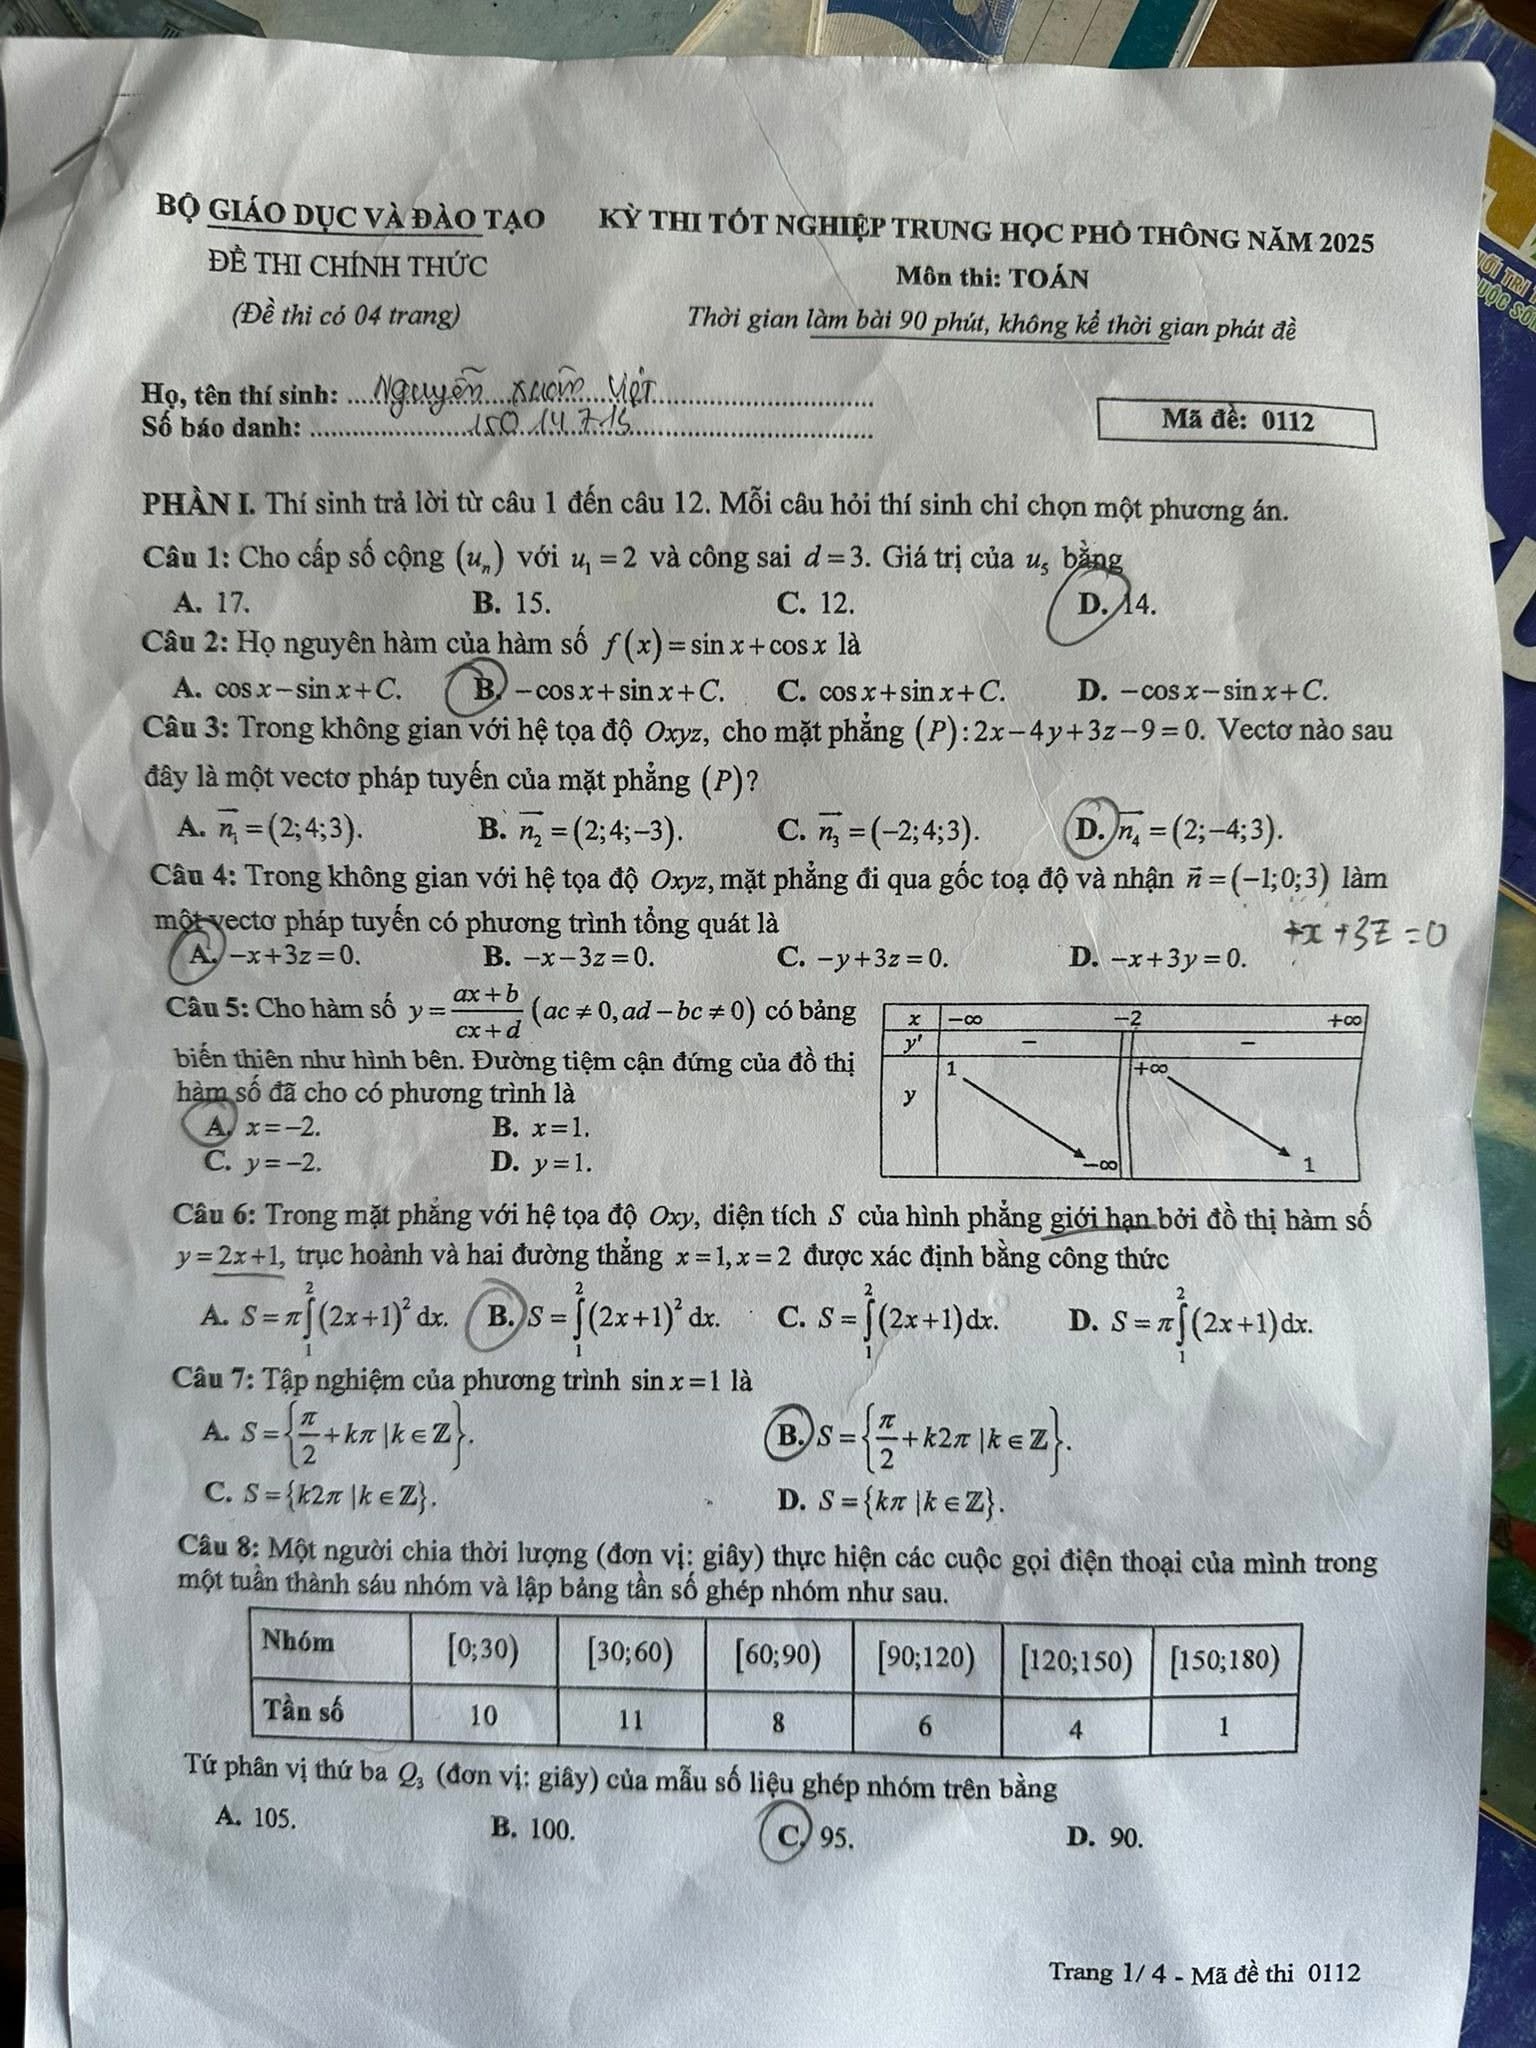 BỘ GIÁO DỤC VÀ ĐÀO TẠO
ĐỀ THI CHÍNH THỨC
(Đề thi có 04 trang)
KỲ THI TỐT NGHIỆP TRUNG HỌC PHỔ THÔNG NĂM 2025
Môn thi: TOÁN
Thời gian làm bài 90 phút, không kể thời gian phát đề
Họ, tên thí sinh: Nguyễn Xuân Việt
Số báo danh: 15014715
Mã đề: 0112
PHẦN I. Thí sinh trả lời từ câu 1 đến câu 12. Mỗi câu hỏi thí sinh chỉ chọn một phương án.
Câu 1: Cho cấp số cộng (uₙ) với u₁ = 2 và công sai d = 3. Giá trị của u₅ bằng
A. 17. B. 15. C. 12. D. 14.
Câu 2: Họ nguyên hàm của hàm số f(x) = sin x + cos x là
A. cos x − sin x + C. B. −cos x + sin x + C. C. cos x + sin x + C. D. −cos x − sin x + C.
Câu 3: Trong không gian với hệ tọa độ Oxyz, cho mặt phẳng (P): 2x − 4y + 3z − 9 = 0. Vectơ nào sau
đây là một vectơ pháp tuyến của mặt phẳng (P)?
A. n₁ = (2; 4; 3). B. n₂ = (2; 4; −3). C. n₃ = (−2; 4; 3). D. n₄ = (2; −4; 3).
Câu 4: Trong không gian với hệ tọa độ Oxyz, mặt phẳng đi qua gốc toạ độ và nhận n⃗ = (−1; 0; 3) làm
một vectơ pháp tuyến có phương trình tổng quát là
+x +3z = 0
A. −x + 3z = 0. B. −x − 3z = 0. C. −y + 3z = 0. D. −x + 3y = 0.
Câu 5: Cho hàm số y = (ax + b)/(cx + d) (ac ≠ 0, ad − bc ≠ 0) có bảng
biến thiên như hình bên. Đường tiệm cận đứng của đồ thị
hàm số đã cho có phương trình là
A. x = −2. B. x = 1.
C. y = −2. D. y = 1.
x −∞ −2 +∞
y' − −
y 1 −∞ +∞ 1
Câu 6: Trong mặt phẳng với hệ tọa độ Oxy, diện tích S của hình phẳng giới hạn bởi đồ thị hàm số
y = 2x + 1, trục hoành và hai đường thẳng x = 1, x = 2 được xác định bằng công thức
A. S = π∫₁²(2x + 1)² dx. B. S = ∫₁²(2x + 1)² dx. C. S = ∫₁²(2x + 1) dx. D. S = π∫₁²(2x + 1) dx.
Câu 7: Tập nghiệm của phương trình sin x = 1 là
A. S = {π/2 + kπ | k ∈ ℤ}. B. S = {π/2 + k2π | k ∈ ℤ}.
C. S = {k2π | k ∈ ℤ}. D. S = {kπ | k ∈ ℤ}.
Câu 8: Một người chia thời lượng (đơn vị: giây) thực hiện các cuộc gọi điện thoại của mình trong
một tuần thành sáu nhóm và lập bảng tần số ghép nhóm như sau.
Nhóm [0;30) [30;60) [60;90) [90;120) [120;150) [150;180)
Tần số 10 11 8 6 4 1
Tứ phân vị thứ ba Q₃ (đơn vị: giây) của mẫu số liệu ghép nhóm trên bằng
A. 105. B. 100. C. 95. D. 90.
Trang 1/ 4 - Mã đề thi 0112